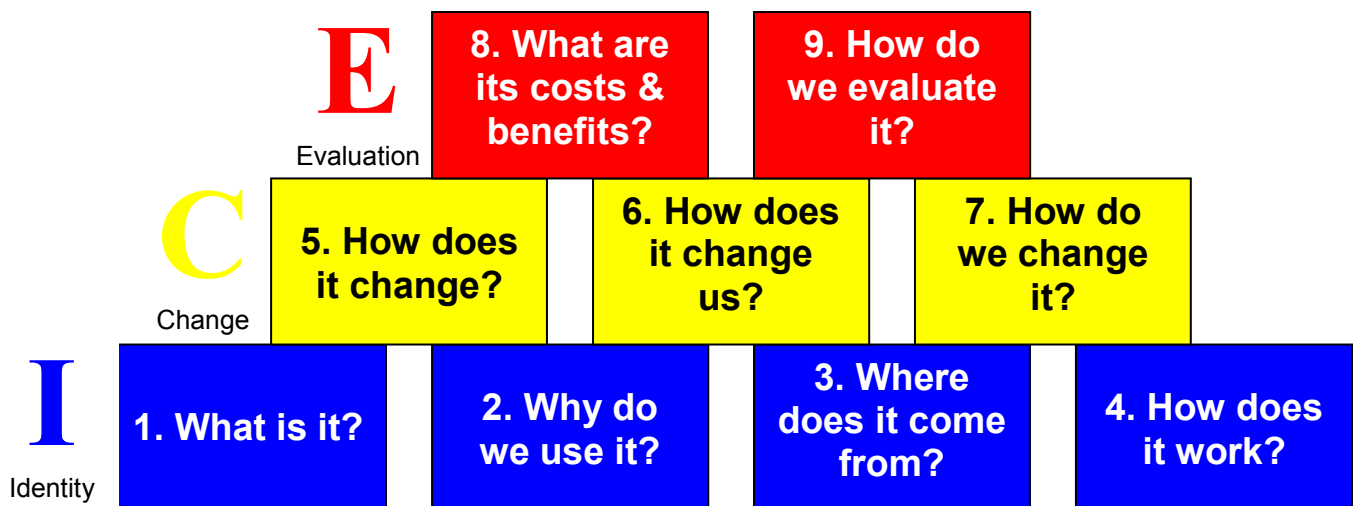 E
Evaluation
8. What are
its costs &
benefits?
9. How do
we evaluate
it?
C
Change
5. How does
it change?
6. How does
it change
us?
7. How do
we change
it?
I
Identity
1. What is it?
2. Why do
we use it?
3. Where
does it come
from?
4. How does
it work?